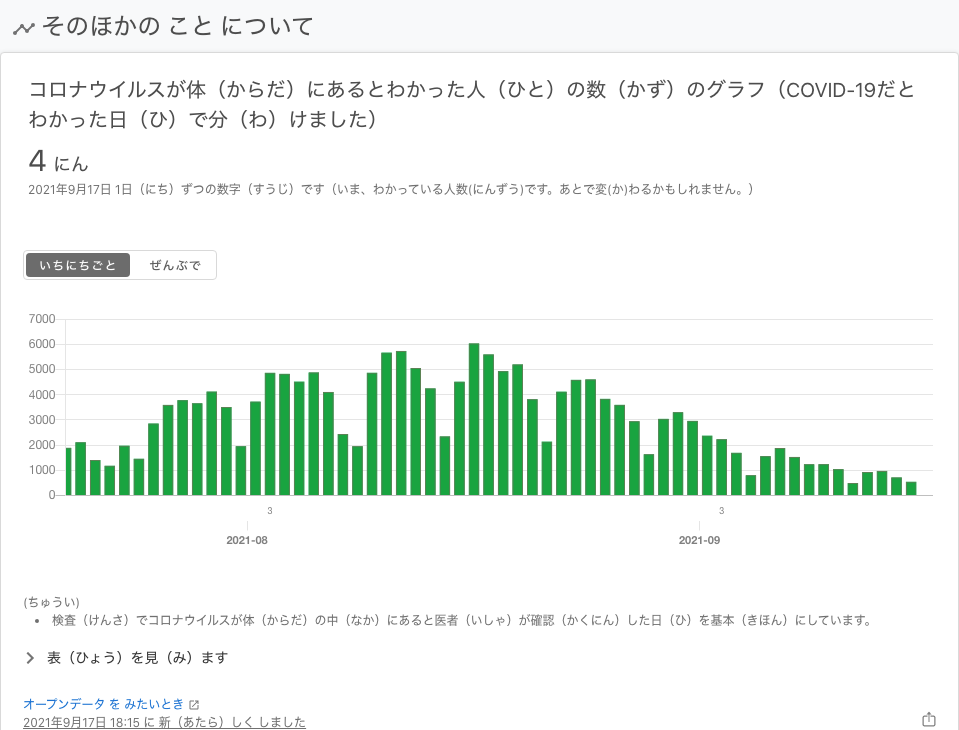 そのほかの こと について
コロナウイルスが体（からだ）にあるとわかった人（ひと）の数（かず）のグラフ（COVID-19だと
わかった日（ひ）で分（わ）けました）
4 にん
2021年9月17日 1日（にち）ずつの数字（すうじ）です（いま、わかっている人数(にんずう)です。あとで変(か)わるかもしれません。）
いちにちごと ぜんぶで
7000
6000
5000
4000
3000
2000
1000
0
3 3
2021-08 2021-09
(ちゅうい)
• 検査（けんさ）でコロナウイルスが体（からだ）の中（なか）にあると医者（いしゃ）が確認（かくにん）した日（ひ）を基本（きほん）にしています。
表（ひょう）を見（み）ます
オープンデータ を みたいとき
2021年9月17日 18:15 に 新（あたら）しく しました